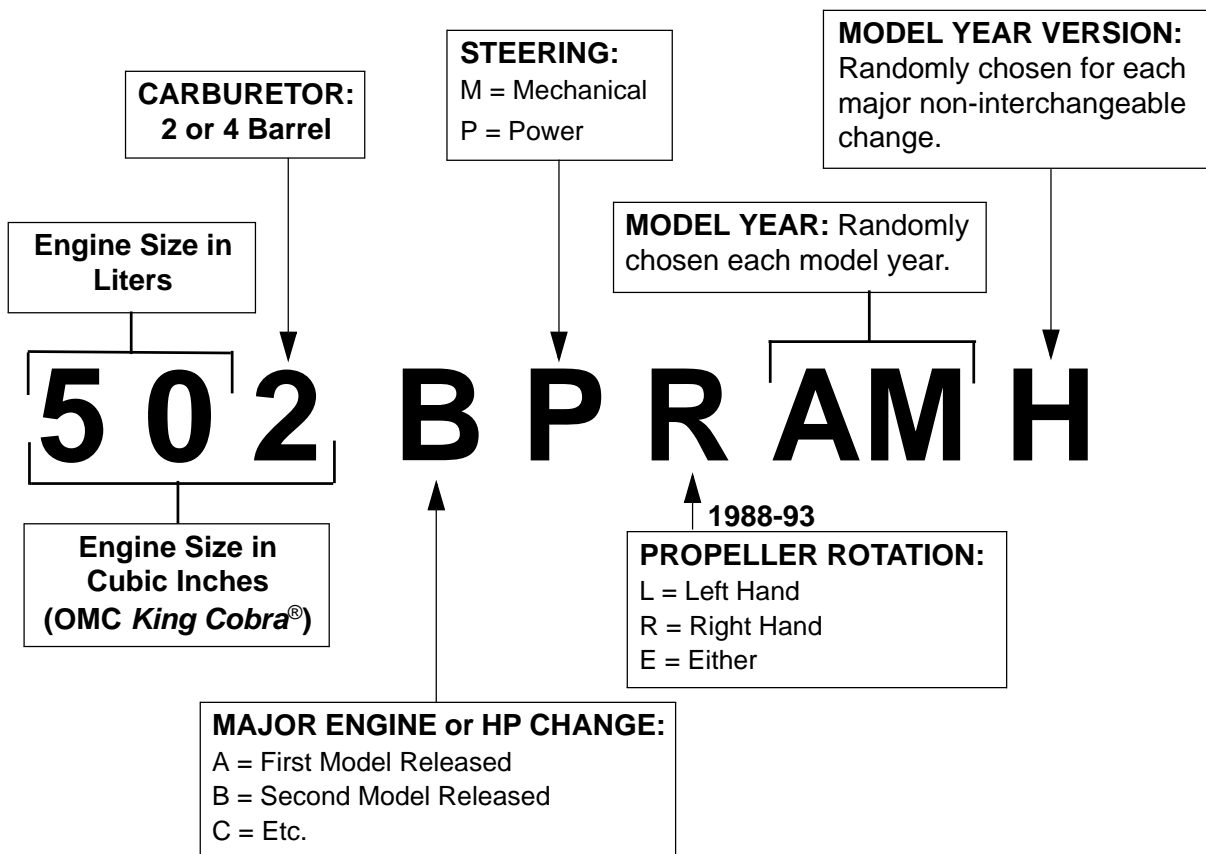 MODEL YEAR VERSION:
Randomly chosen for each
major non-interchangeable
change.
STEERING:
M = Mechanical
P = Power
CARBURETOR:
2 or 4 Barrel
MODEL YEAR: Randomly
chosen each model year.
Engine Size in
Liters
5 0 2 B P R AM H
1988-93
PROPELLER ROTATION:
L = Left Hand
R = Right Hand
E = Either
Engine Size in
Cubic Inches
(OMC King Cobra®)
MAJOR ENGINE or HP CHANGE:
A = First Model Released
B = Second Model Released
C = Etc.